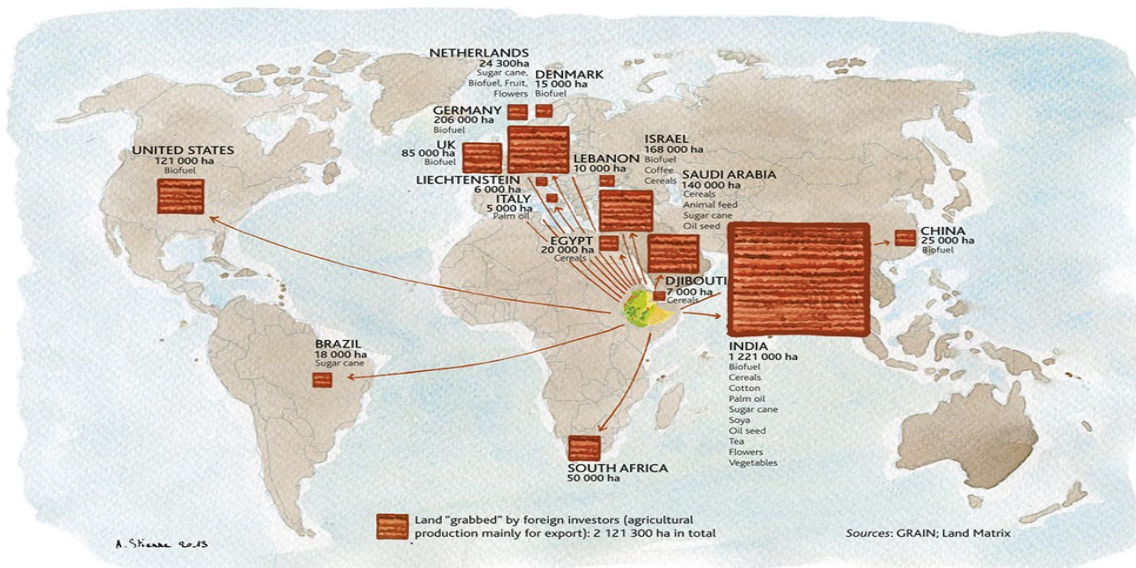 NETHERLANDS
24 300ha
Sugar cane,
Biofuel, Fruit,
Flowers
DENMARK
15 000 ha
Biofuel
GERMANY
206 000 ha
Biofuel
UK
85 000 ha
Biofuel
UNITED STATES
121 000 ha
Biofuel
LIECHTENSTEIN
6 000 ha
ITALY
5 000 ha
Palm oil
LEBANON
10 000 ha
ISRAEL
168 000 ha
Biofuel
Coffee
Cereals
SAUDI ARABIA
140 000 ha
Cereals
Animal feed
Sugar cane
Oil seed
EGYPT
20 000 ha
Cereals
DJIBOUTI
7 000 ha
Cereals
CHINA
25 000 ha
Biofuel
INDIA
1 221 000 ha
Biofuel
Cereals
Cotton
Palm oil
Sugar cane
Soya
Oil seed
Tea
Flowers
Vegetables
BRAZIL
18 000 ha
Sugar cane
SOUTH AFRICA
50 000 ha
Land "grabbed" by foreign investors (agricultural
production mainly for export): 2 121 300 ha in total
Sources: GRAIN; Land Matrix